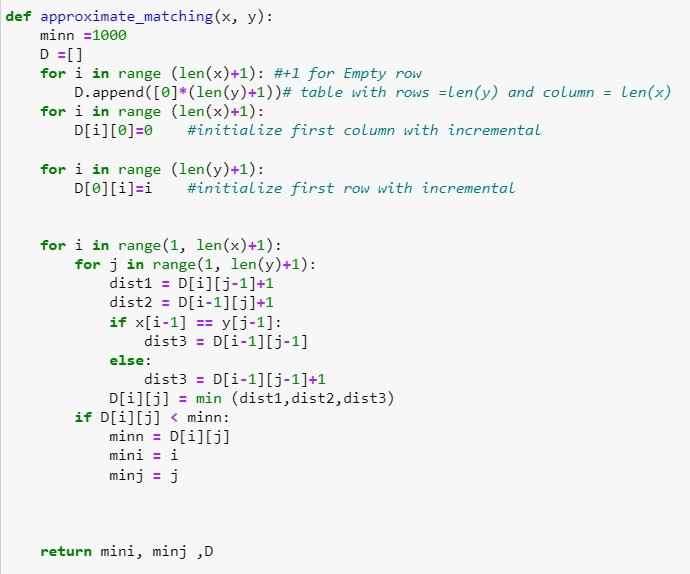 def approximate_matching(x, y):
    minn =1000
    D =[]
    for i in range (len(x)+1): #+1 for Empty row
        D.append([0]*(len(y)+1))# table with rows =len(y) and column = len(x)
    for i in range (len(x)+1):
        D[i][0]=0    #initialize first column with incremental
    for i in range (len(y)+1):
        D[0][i]=i    #initialize first row with incremental
    for i in range(1, len(x)+1):
        for j in range(1, len(y)+1):
            dist1 = D[i][j-1]+1
            dist2 = D[i-1][j]+1
            if x[i-1] == y[j-1]:
                dist3 = D[i-1][j-1]
            else:
                dist3 = D[i-1][j-1]+1
            D[i][j] = min (dist1,dist2,dist3)
        if D[i][j] < minn:
            minn = D[i][j]
            mini = i
            minj = j
    return mini, minj ,D